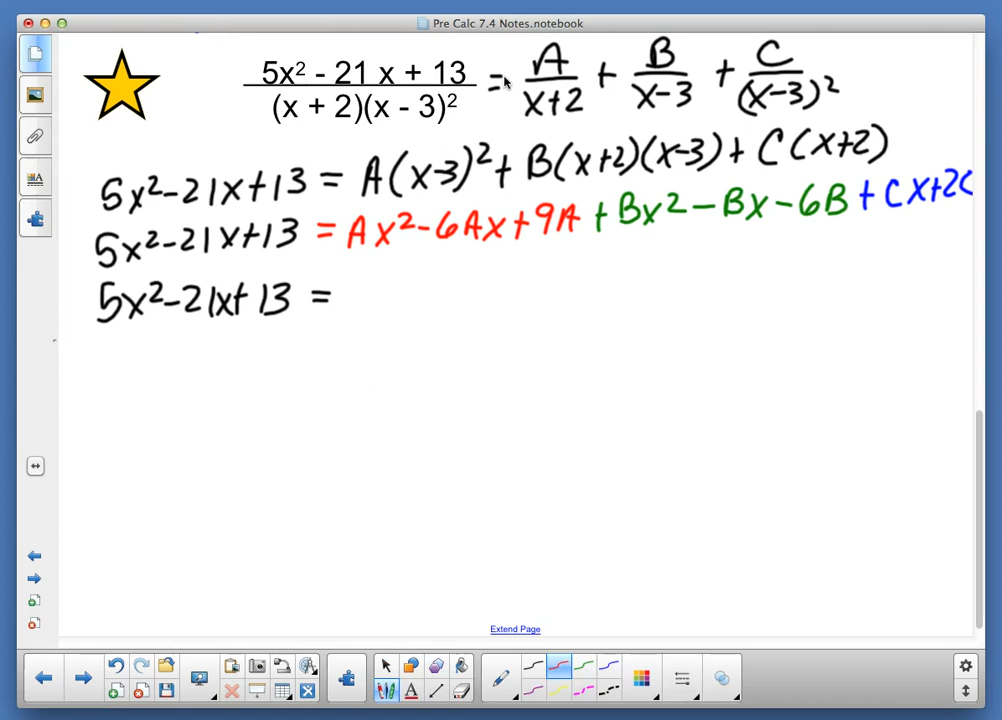 Pre Calc 7.4 Notes.notebook
5x² - 21 x + 13 = A + B + C
(x + 2)(x - 3)² x+2 x-3 (x-3)²
5x²-21x+13 = A(x-3)²+ B(x+2)(x-3)+ C(x+2)
5x²-21x+13 = Ax²-6Ax+9A +Bx²-Bx-6B +Cx+2C
5x²-21x+13 =
Extend Page
A